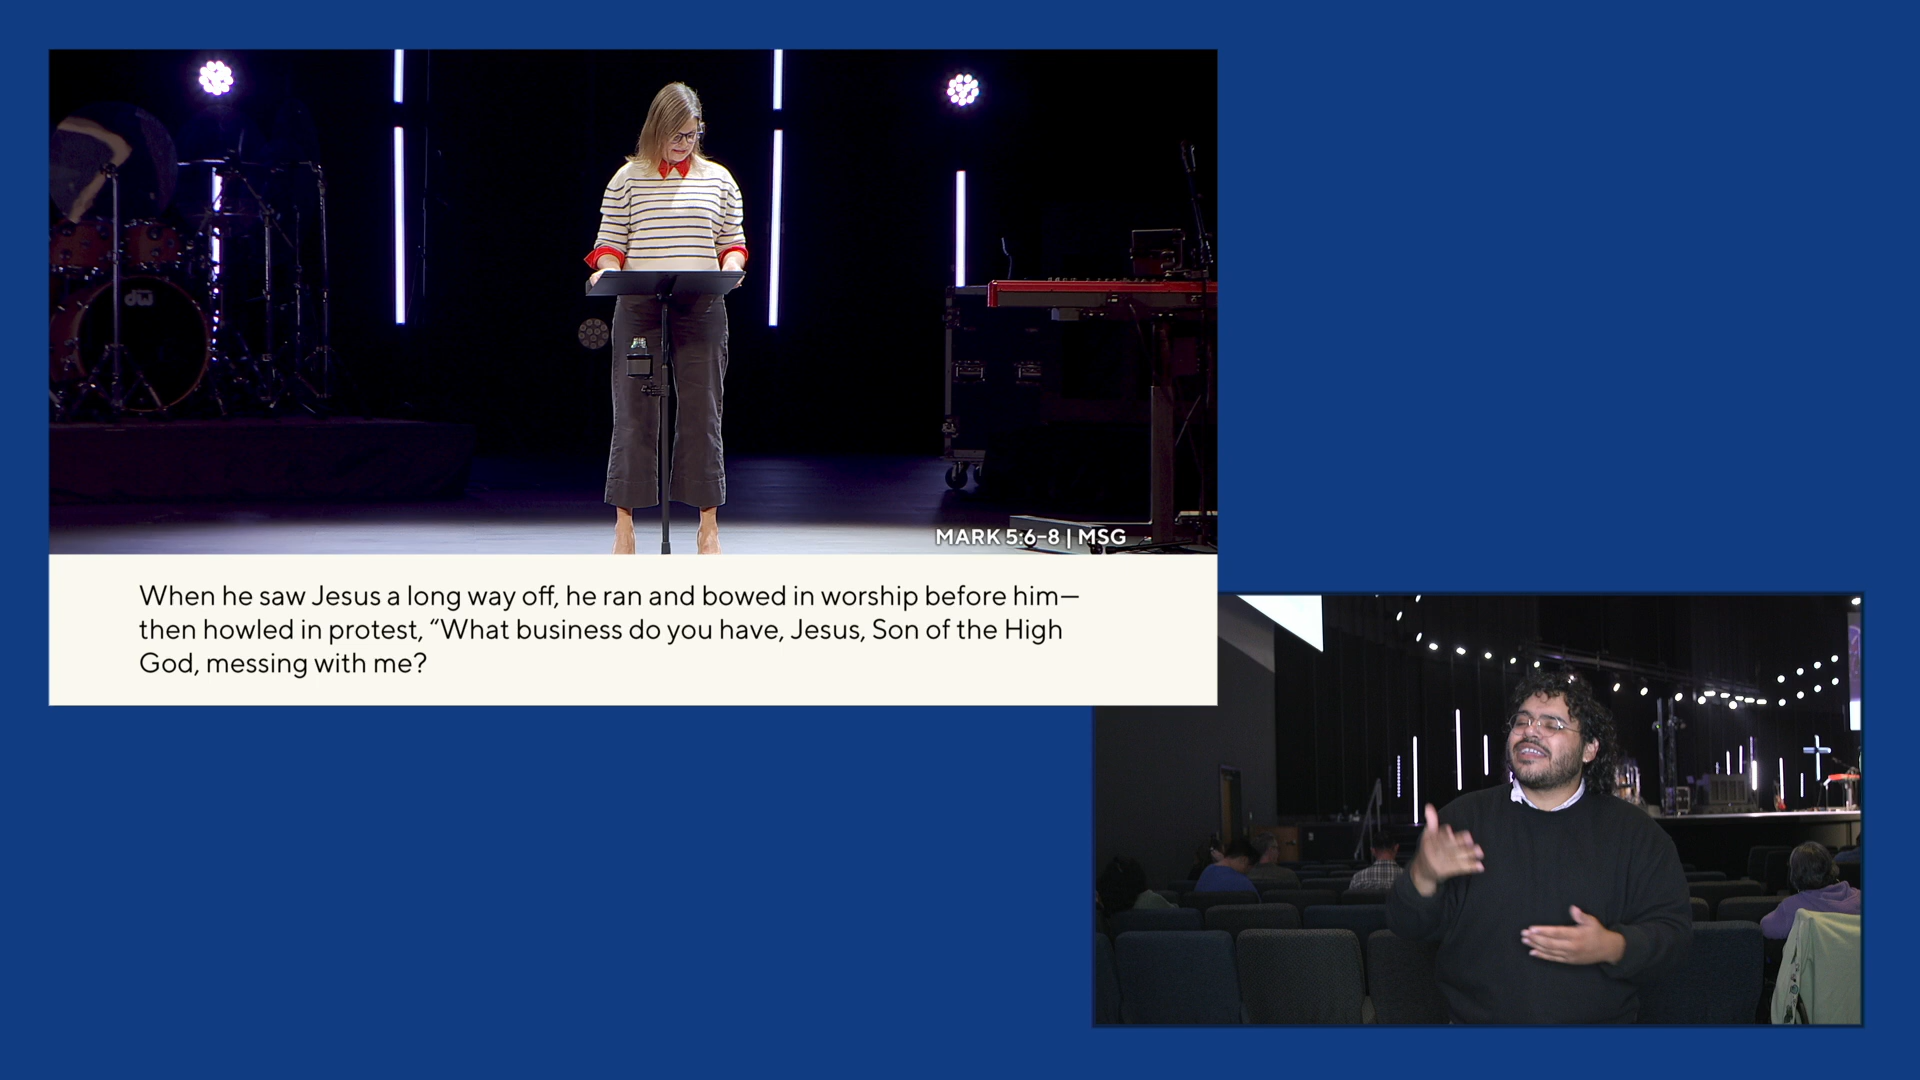 dw
MARK 5:6-8 | MSG
When he saw Jesus a long way off, he ran and bowed in worship before him—
then howled in protest, “What business do you have, Jesus, Son of the High
God, messing with me?